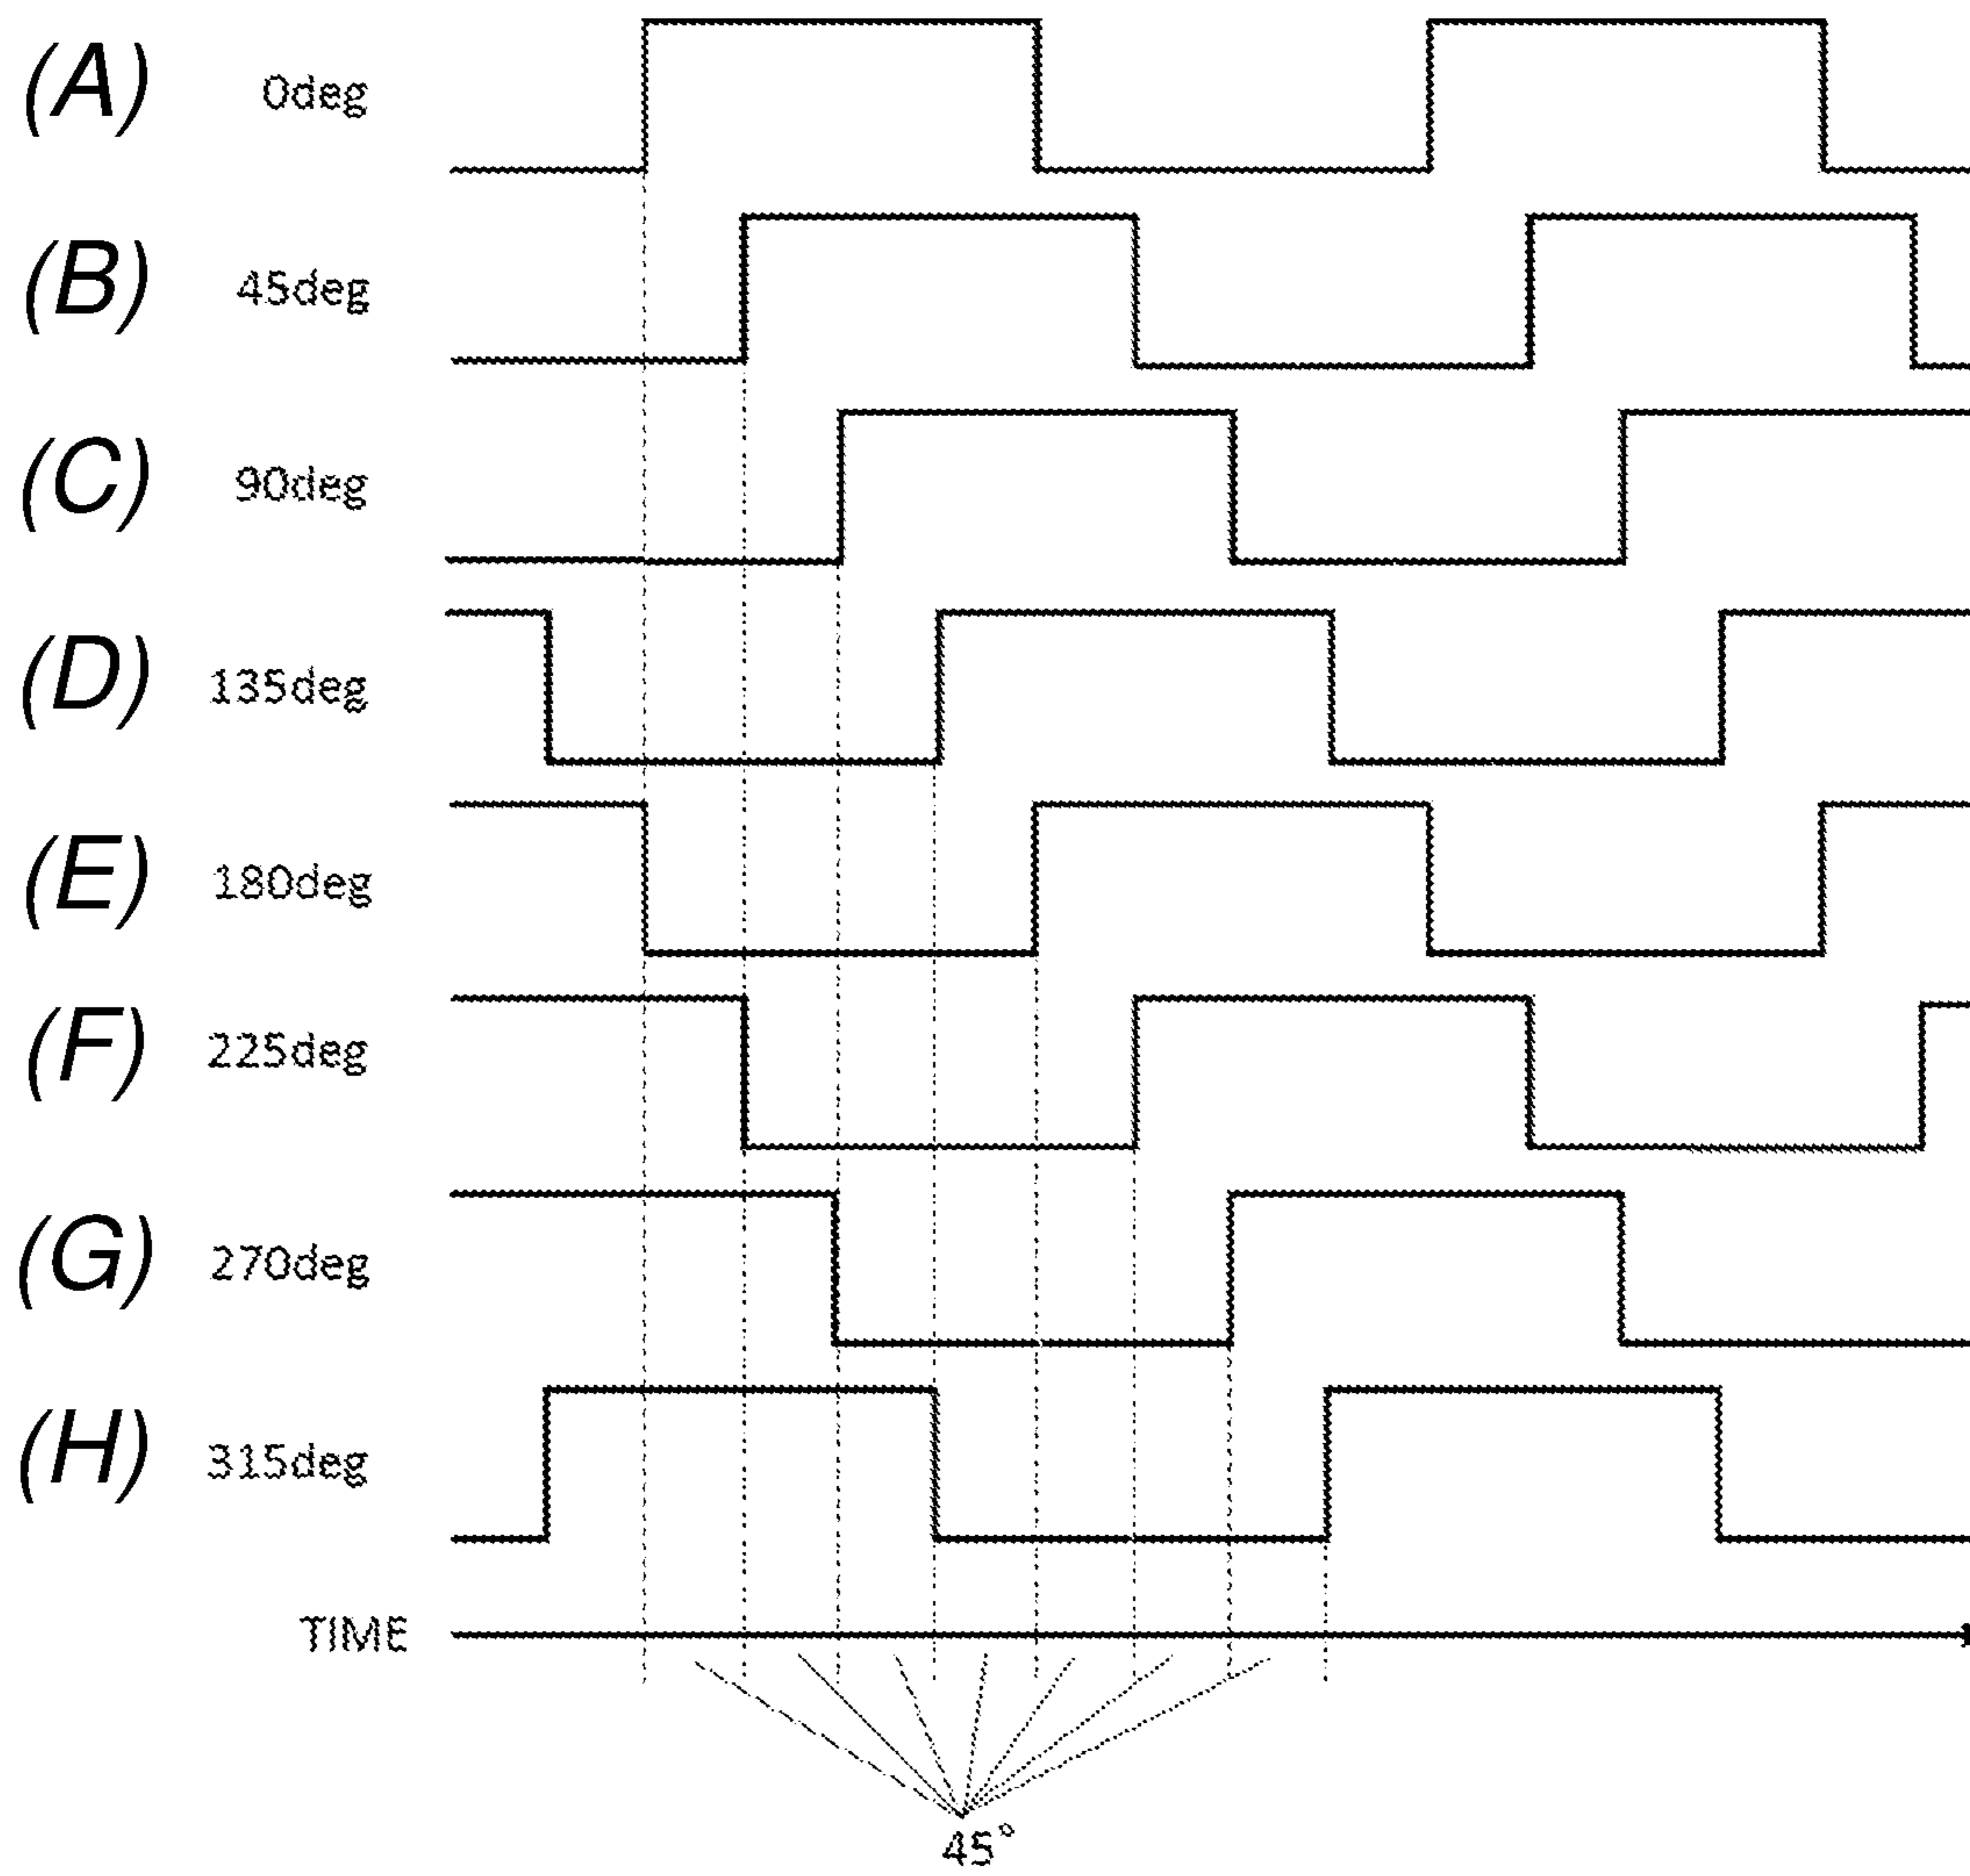 (A) 0deg
(B) 45deg
(C) 90deg
(D) 135deg
(E) 180deg
(F) 225deg
(G) 270deg
(H) 315deg
TIME
45°